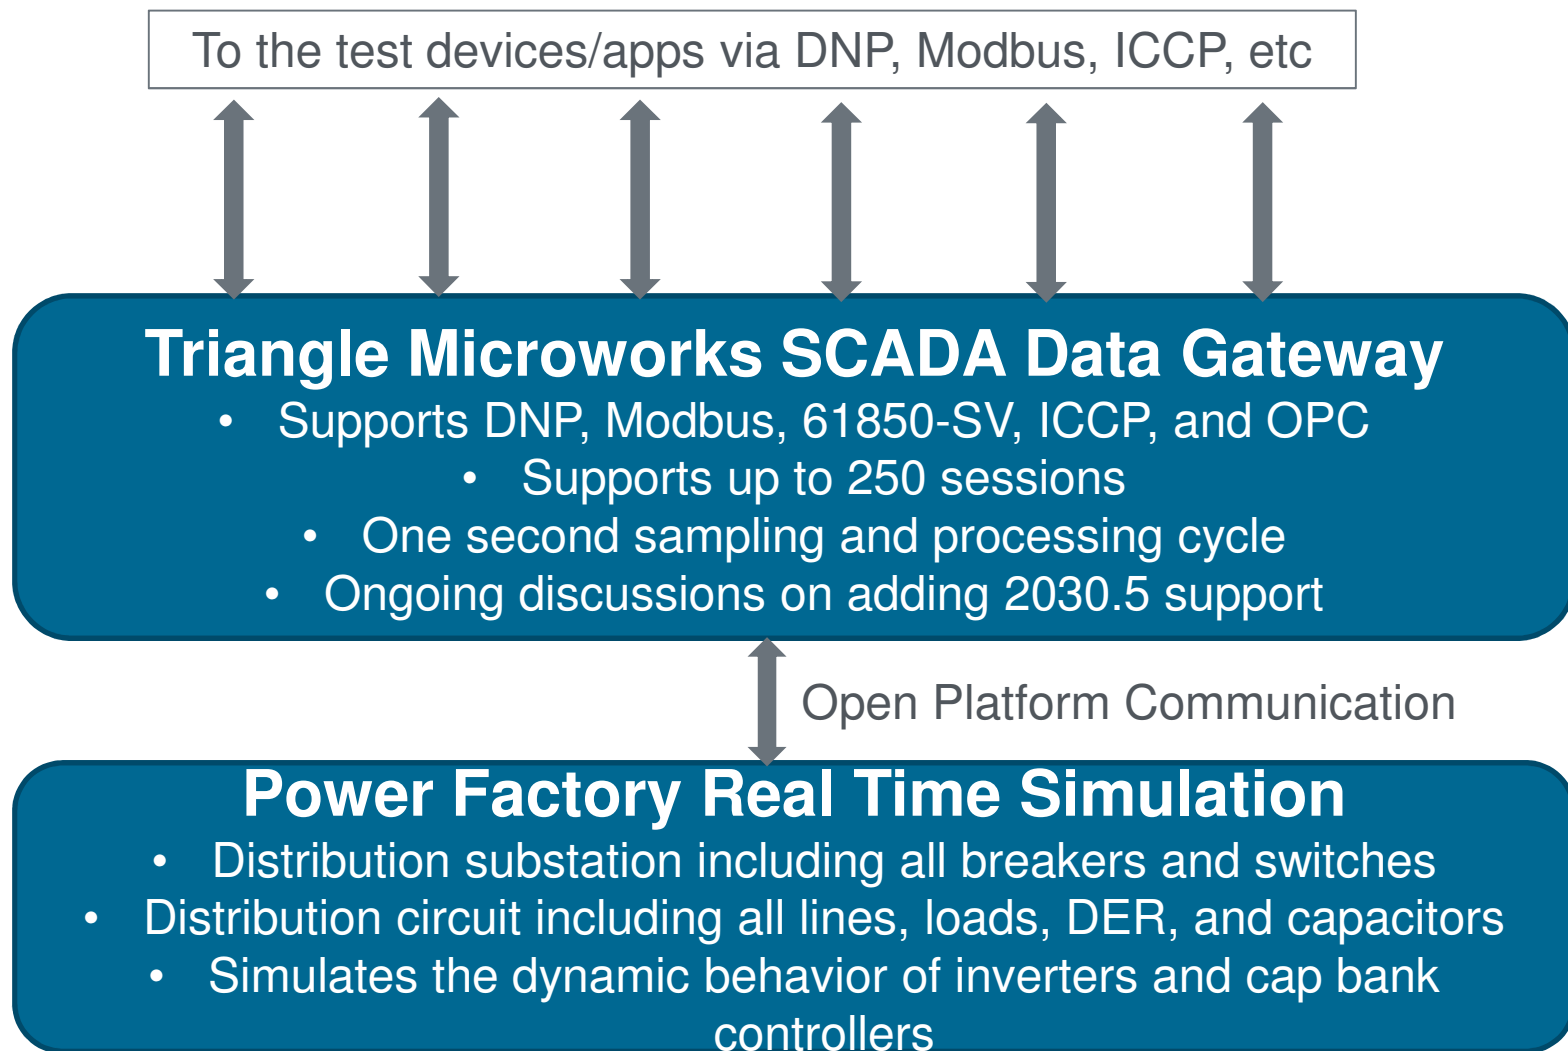 To the test devices/apps via DNP, Modbus, ICCP, etc
Triangle Microworks SCADA Data Gateway
• Supports DNP, Modbus, 61850-SV, ICCP, and OPC
• Supports up to 250 sessions
• One second sampling and processing cycle
• Ongoing discussions on adding 2030.5 support
Open Platform Communication
Power Factory Real Time Simulation
• Distribution substation including all breakers and switches
• Distribution circuit including all lines, loads, DER, and capacitors
• Simulates the dynamic behavior of inverters and cap bank
controllers